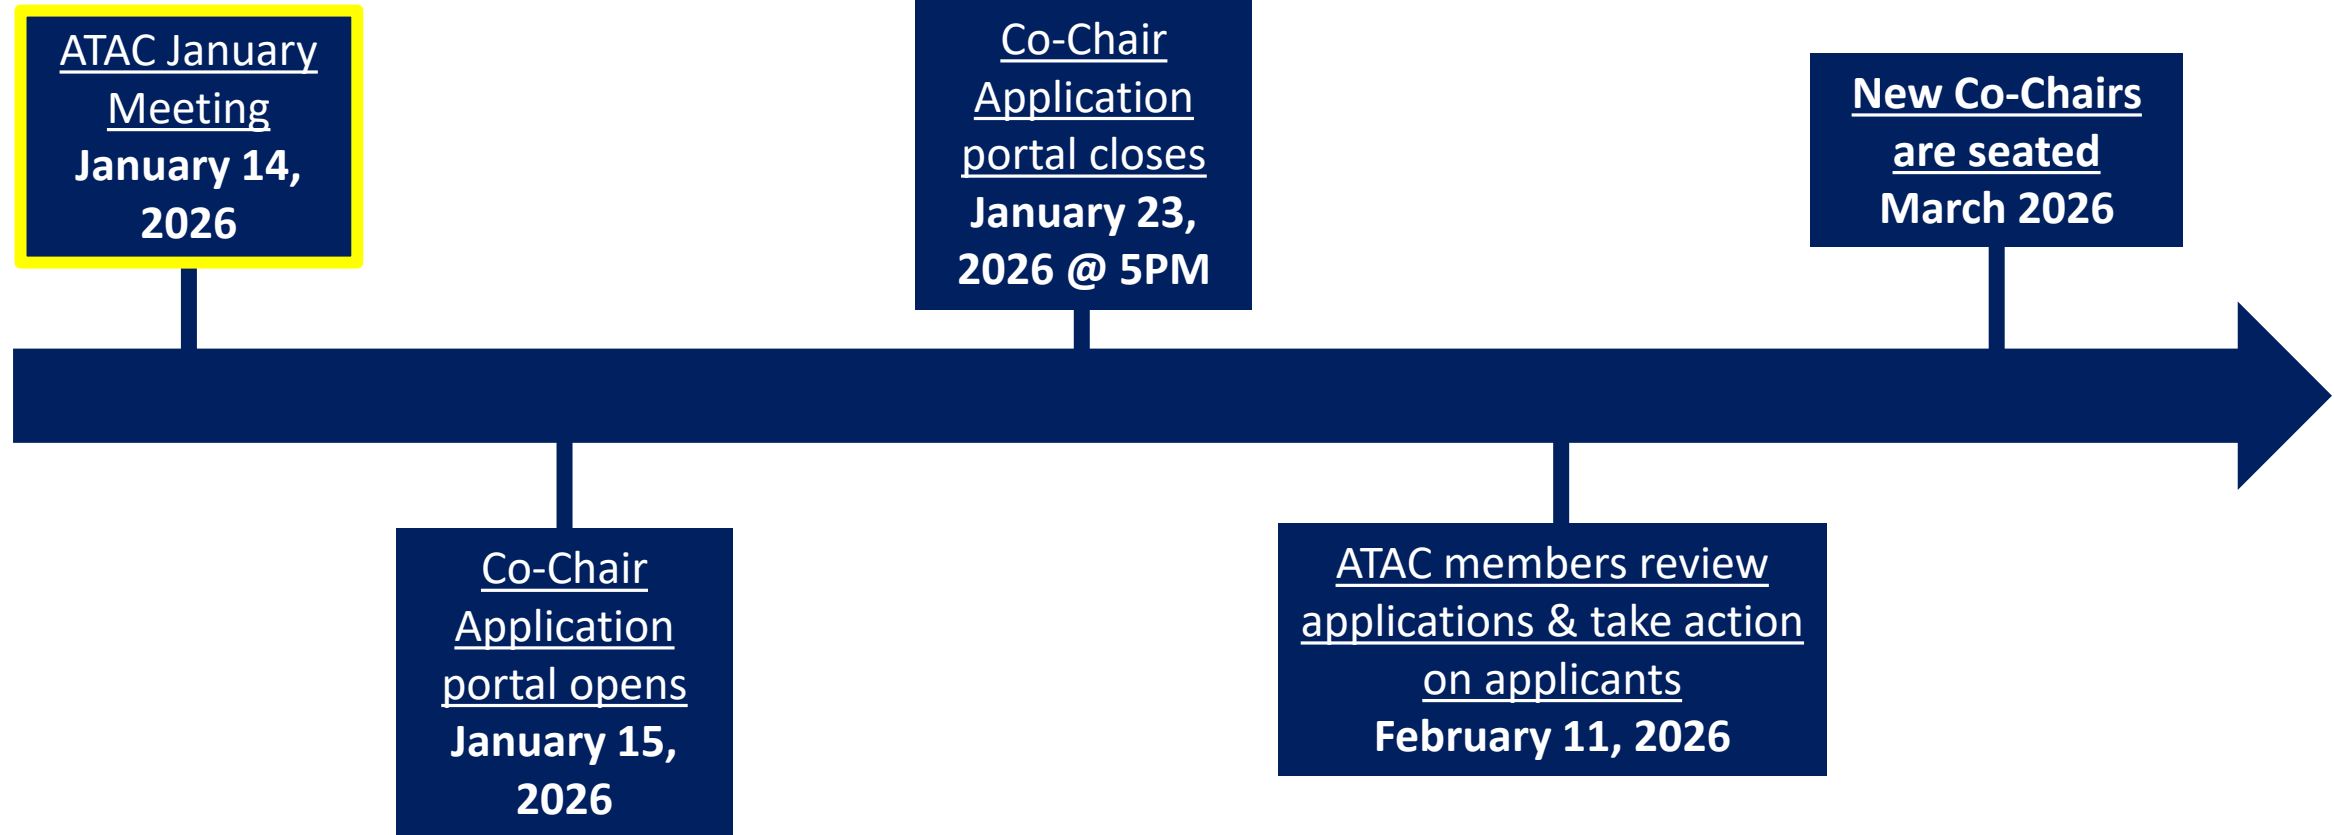 ATAC January
Meeting
January 14,
2026
Co-Chair
Application
portal opens
January 15,
2026
Co-Chair
Application
portal closes
January 23,
2026 @ 5PM
ATAC members review
applications & take action
on applicants
February 11, 2026
New Co-Chairs
are seated
March 2026